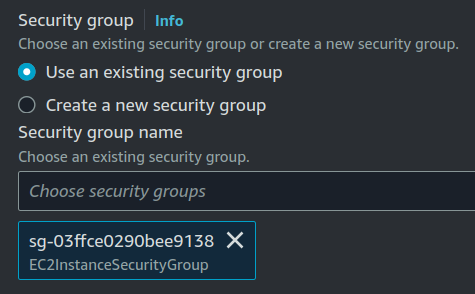 Security group Info
Choose an existing security group or create a new security group.
Use an existing security group
Create a new security group
Security group name
Choose an existing security group.
Choose security groups
sg-03ffce0290bee9138
EC2InstanceSecurityGroup